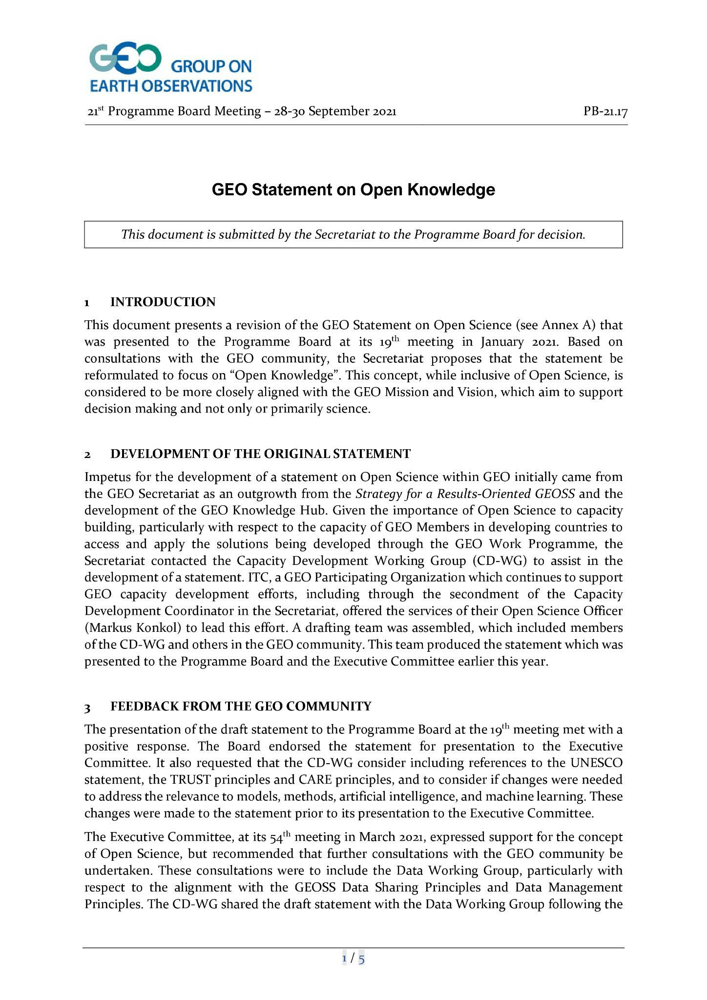 GEO GROUP ON
EARTH OBSERVATIONS
21st Programme Board Meeting – 28-30 September 2021 PB-21.17
GEO Statement on Open Knowledge
This document is submitted by the Secretariat to the Programme Board for decision.
1 INTRODUCTION
This document presents a revision of the GEO Statement on Open Science (see Annex A) that
was presented to the Programme Board at its 19th meeting in January 2021. Based on
consultations with the GEO community, the Secretariat proposes that the statement be
reformulated to focus on “Open Knowledge”. This concept, while inclusive of Open Science, is
considered to be more closely aligned with the GEO Mission and Vision, which aim to support
decision making and not only or primarily science.
2 DEVELOPMENT OF THE ORIGINAL STATEMENT
Impetus for the development of a statement on Open Science within GEO initially came from
the GEO Secretariat as an outgrowth from the Strategy for a Results-Oriented GEOSS and the
development of the GEO Knowledge Hub. Given the importance of Open Science to capacity
building, particularly with respect to the capacity of GEO Members in developing countries to
access and apply the solutions being developed through the GEO Work Programme, the
Secretariat contacted the Capacity Development Working Group (CD-WG) to assist in the
development of a statement. ITC, a GEO Participating Organization which continues to support
GEO capacity development efforts, including through the secondment of the Capacity
Development Coordinator in the Secretariat, offered the services of their Open Science Officer
(Markus Konkol) to lead this effort. A drafting team was assembled, which included members
of the CD-WG and others in the GEO community. This team produced the statement which was
presented to the Programme Board and the Executive Committee earlier this year.
3 FEEDBACK FROM THE GEO COMMUNITY
The presentation of the draft statement to the Programme Board at the 19th meeting met with a
positive response. The Board endorsed the statement for presentation to the Executive
Committee. It also requested that the CD-WG consider including references to the UNESCO
statement, the TRUST principles and CARE principles, and to consider if changes were needed
to address the relevance to models, methods, artificial intelligence, and machine learning. These
changes were made to the statement prior to its presentation to the Executive Committee.
The Executive Committee, at its 54th meeting in March 2021, expressed support for the concept
of Open Science, but recommended that further consultations with the GEO community be
undertaken. These consultations were to include the Data Working Group, particularly with
respect to the alignment with the GEOSS Data Sharing Principles and Data Management
Principles. The CD-WG shared the draft statement with the Data Working Group following the
1 / 5